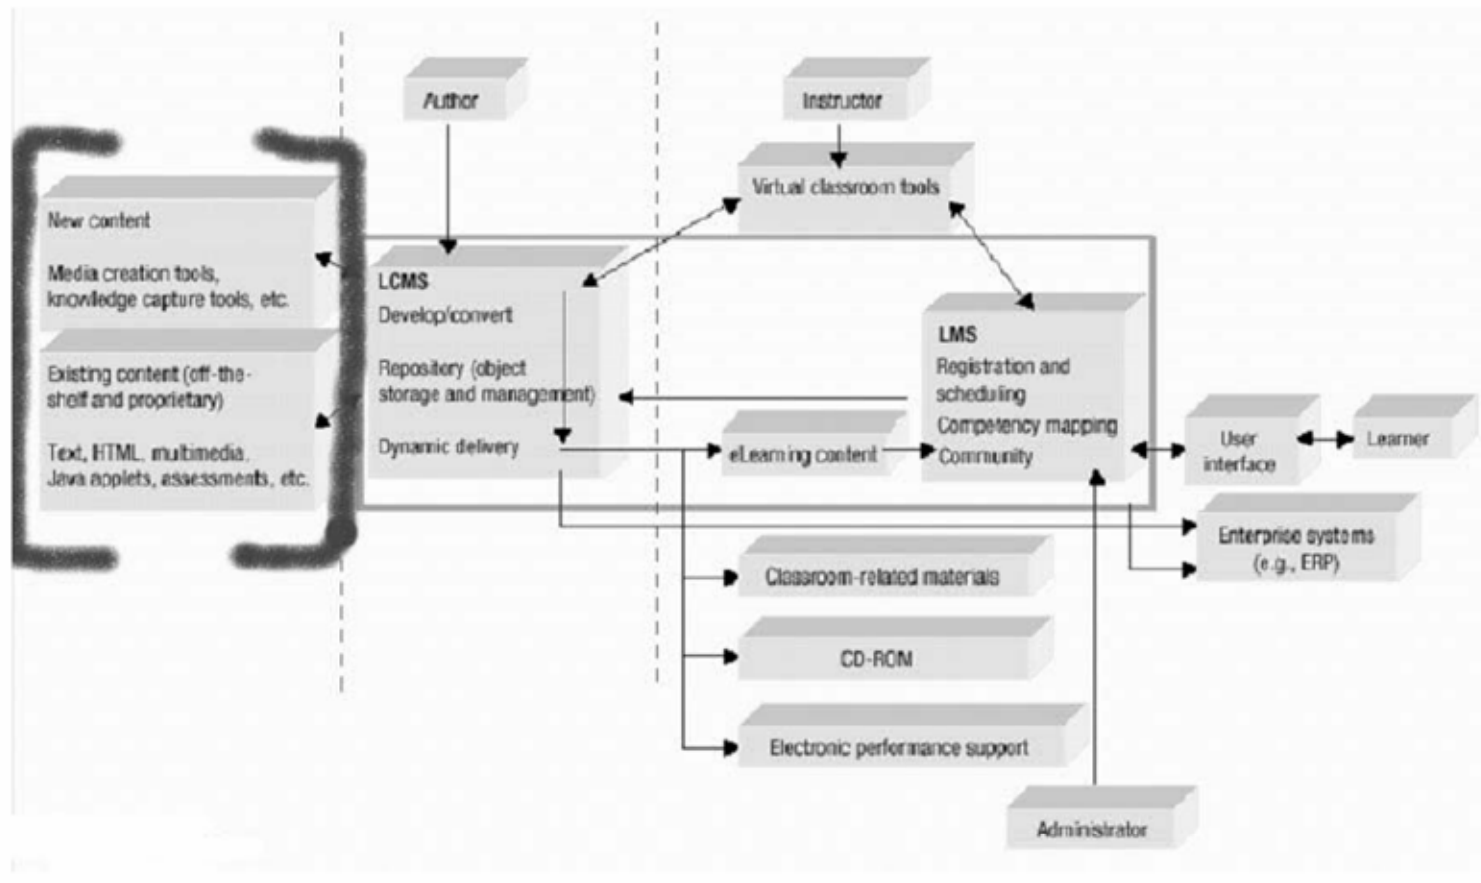 Author
Instructor
Virtual classroom tools
New content
Media creation tools,
knowledge capture tools, etc.
Existing content (off-the-
shelf and proprietary)
Text, HTML, multimedia,
Java applets, assessments, etc.
LCMS
Develop/convert
Repository (object
storage and management)
Dynamic delivery
eLearning content
LMS
Registration and
scheduling
Competency mapping
Community
User
interface
Learner
Enterprise systems
(e.g., ERP)
Classroom-related materials
CD-ROM
Electronic performance support
Administrator